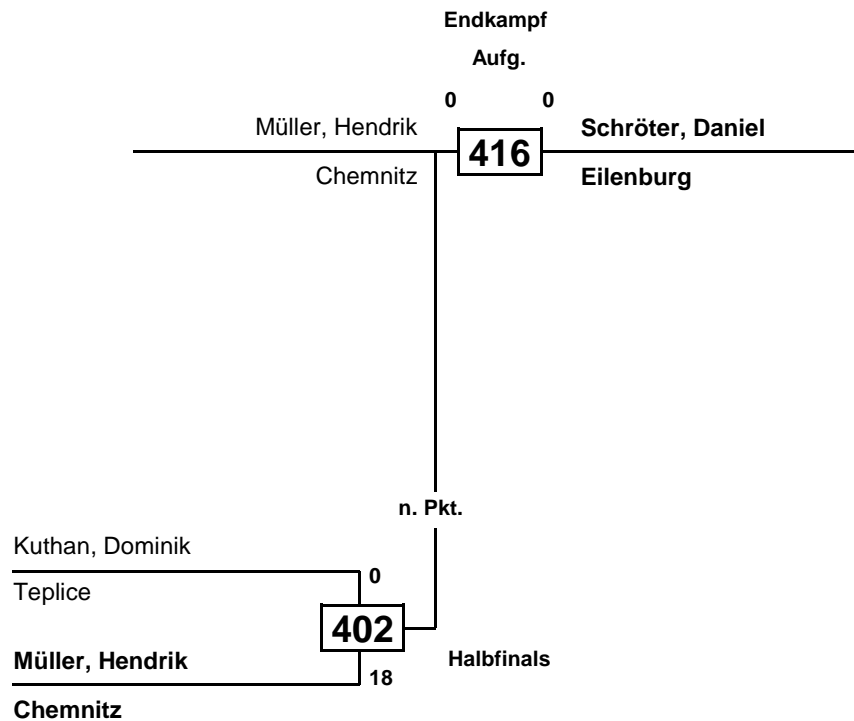 Endkampf
Aufg.
0 0
Müller, Hendrik 416 Schröter, Daniel
Chemnitz Eilenburg
n. Pkt.
Kuthan, Dominik
0
Teplice
402
Müller, Hendrik Halbfinals
18
Chemnitz